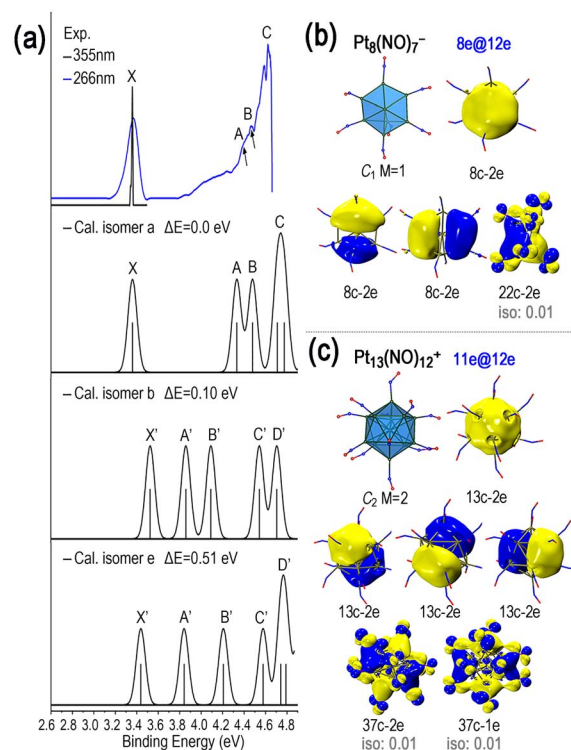 (a)
Exp.
—355nm
—266nm
X
A
B
C
— Cal. isomer a ΔE=0.0 eV
X
A
B
C
— Cal. isomer b ΔE=0.10 eV
X'
A'
B'
C'
D'
— Cal. isomer e ΔE=0.51 eV
X'
A'
B'
C'
D'
2.6 2.8 3.0 3.2 3.4 3.6 3.8 4.0 4.2 4.4 4.6 4.8
Binding Energy (eV)
(b)
Pt₈(NO)₇⁻ 8e@12e
C₁ M=1
8c-2e
8c-2e
8c-2e
22c-2e
iso: 0.01
(c)
Pt₁₃(NO)₁₂⁺ 11e@12e
C₂ M=2
13c-2e
13c-2e
13c-2e
13c-2e
37c-2e
37c-1e
iso: 0.01
iso: 0.01